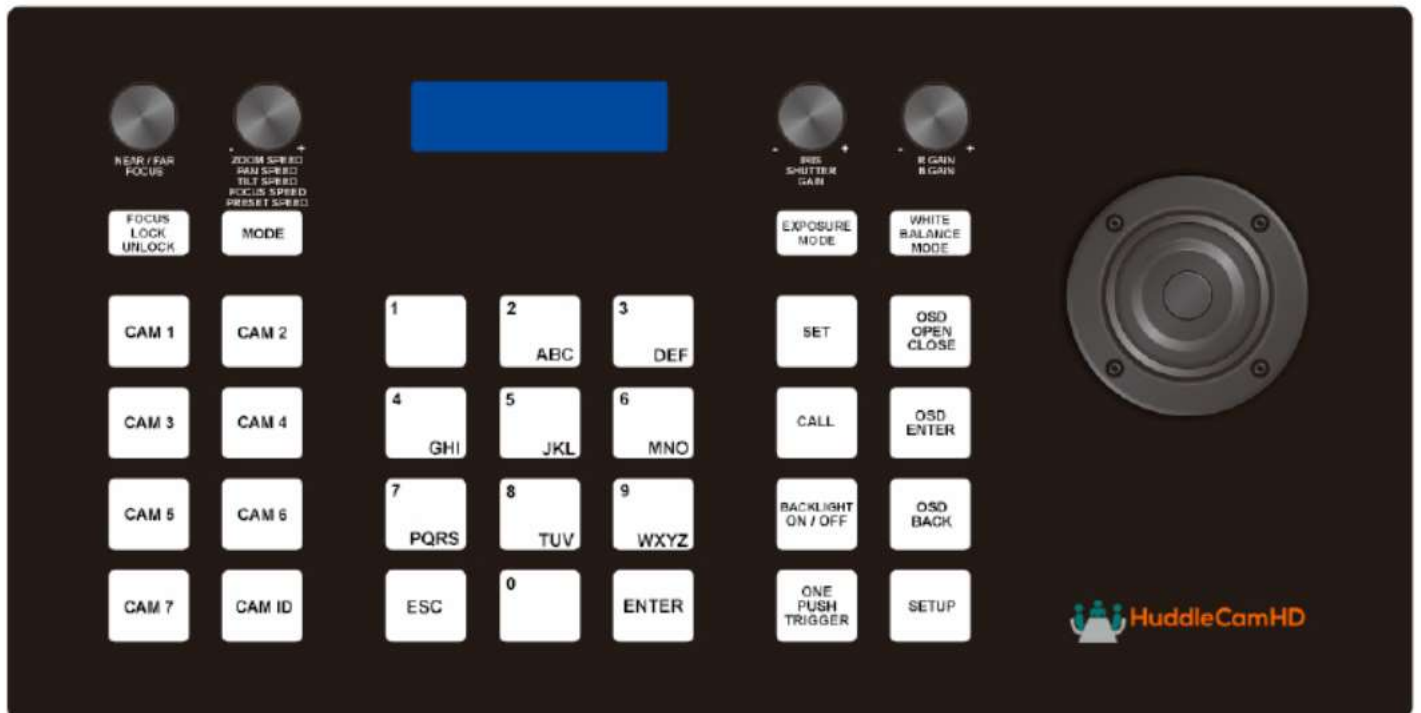 NEAR / FAR
FOCUS
- +
ZOOM SPEED
PAN SPEED
TILT SPEED
FOCUS SPEED
PRESET SPEED
- +
IRIS
SHUTTER
GAIN
- +
R GAIN
B GAIN
FOCUS
LOCK
UNLOCK
MODE
EXPOSURE
MODE
WHITE
BALANCE
MODE
CAM 1
CAM 2
1
2
ABC
3
DEF
SET
OSD
OPEN
CLOSE
CAM 3
CAM 4
4
GHI
5
JKL
6
MNO
CALL
OSD
ENTER
CAM 5
CAM 6
7
PQRS
8
TUV
9
WXYZ
BACKLIGHT
ON / OFF
OSD
BACK
CAM 7
CAM ID
ESC
0
ENTER
ONE
PUSH
TRIGGER
SETUP
HuddleCamHD